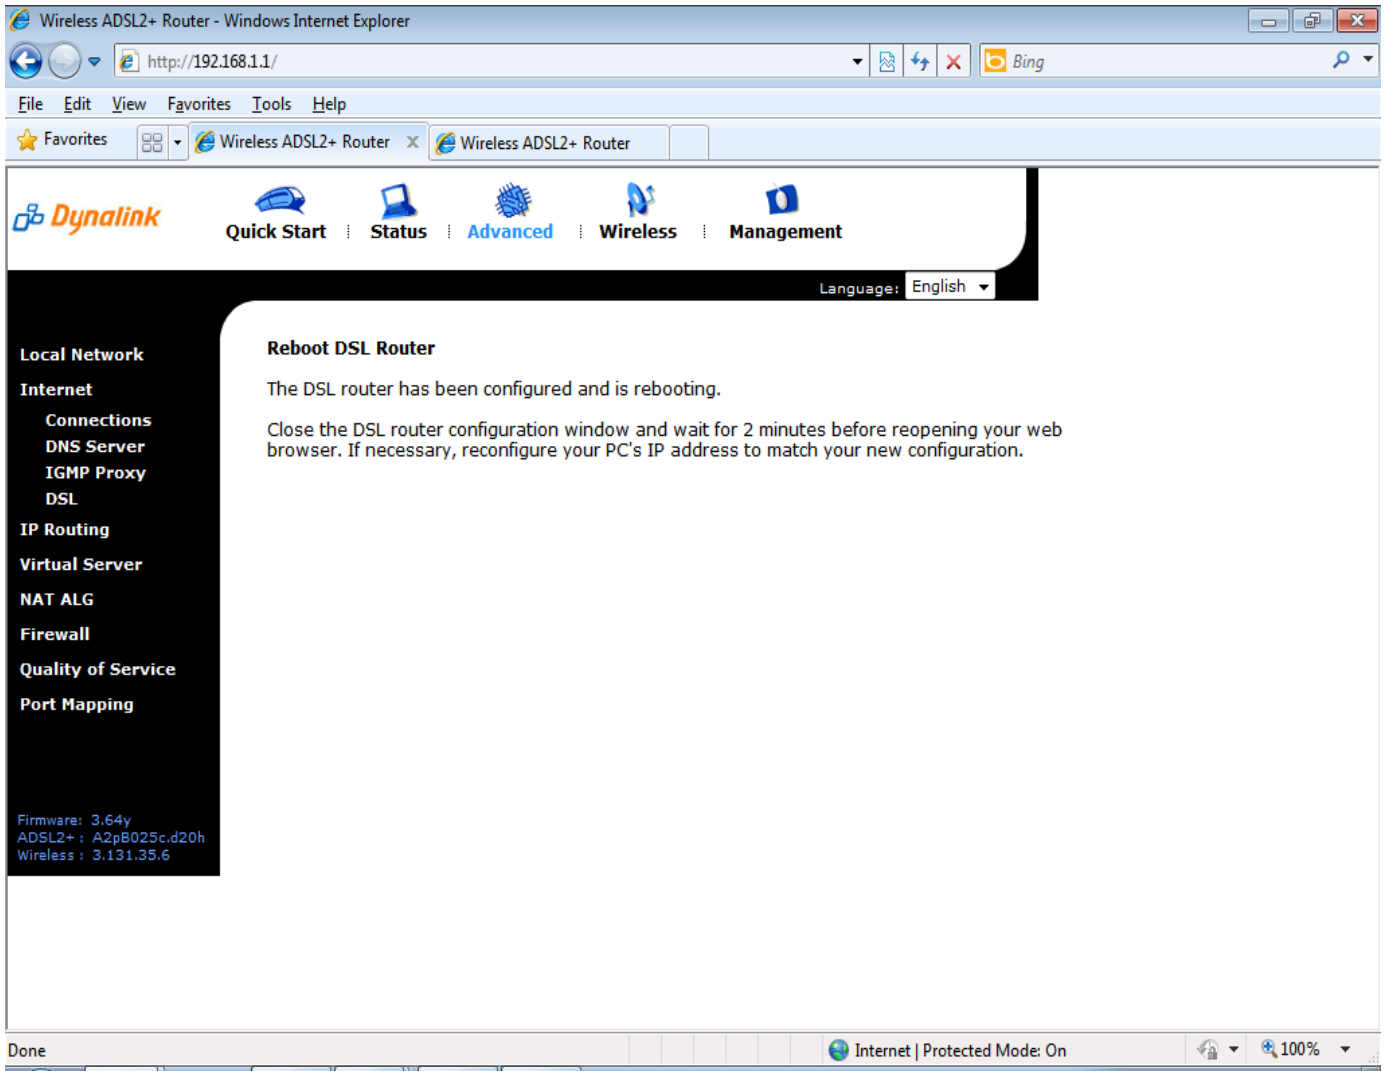 Wireless ADSL2+ Router - Windows Internet Explorer
http://192.168.1.1/
Bing
File Edit View Favorites Tools Help
Favorites Wireless ADSL2+ Router X Wireless ADSL2+ Router
Dynalink
Quick Start Status Advanced Wireless Management
Language: English
Local Network
Internet
Connections
DNS Server
IGMP Proxy
DSL
IP Routing
Virtual Server
NAT ALG
Firewall
Quality of Service
Port Mapping
Firmware: 3.64y
ADSL2+ : A2pB025c.d20h
Wireless : 3.131.35.6
Reboot DSL Router
The DSL router has been configured and is rebooting.
Close the DSL router configuration window and wait for 2 minutes before reopening your web
browser. If necessary, reconfigure your PC's IP address to match your new configuration.
Done Internet | Protected Mode: On 100%